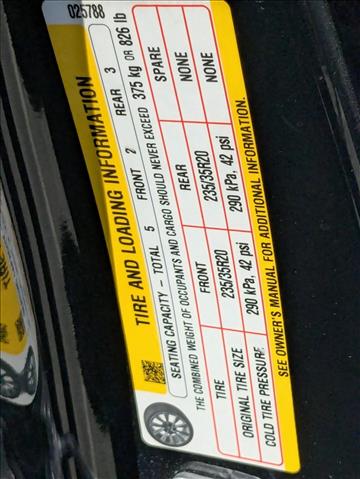 025788
TIRE AND LOADING INFORMATION
SEATING CAPACITY - TOTAL 5 FRONT 2 REAR 3
THE COMBINED WEIGHT OF OCCUPANTS AND CARGO SHOULD NEVER EXCEED 375 kg OR 826 lb
TIRE FRONT REAR SPARE
ORIGINAL TIRE SIZE 235/35R20 235/35R20 NONE
COLD TIRE PRESSURE 290 kPa, 42 psi 290 kPa, 42 psi NONE
SEE OWNER'S MANUAL FOR ADDITIONAL INFORMATION.